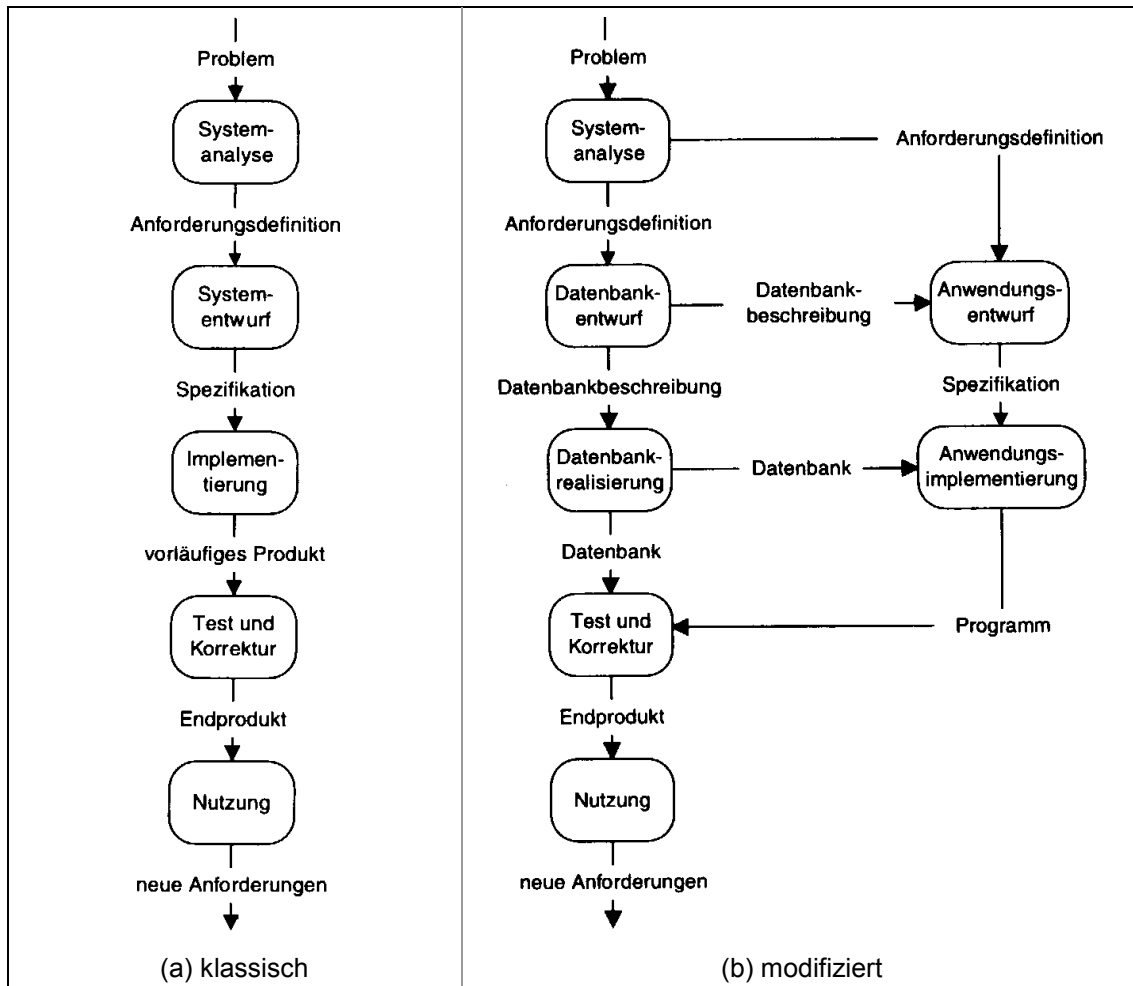 Problem
System-
analyse
Anforderungsdefinition
System-
entwurf
Spezifikation
Implemen-
tierung
vorläufiges Produkt
Test und
Korrektur
Endprodukt
Nutzung
neue Anforderungen
(a) klassisch
Problem
System-
analyse
Anforderungsdefinition
Anforderungsdefinition
Datenbank-
entwurf
Datenbank-
beschreibung
Anwendungs-
entwurf
Datenbankbeschreibung
Spezifikation
Datenbank-
realisierung
Datenbank
Anwendungs-
implementierung
Datenbank
Test und
Korrektur
Programm
Endprodukt
Nutzung
neue Anforderungen
(b) modifiziert